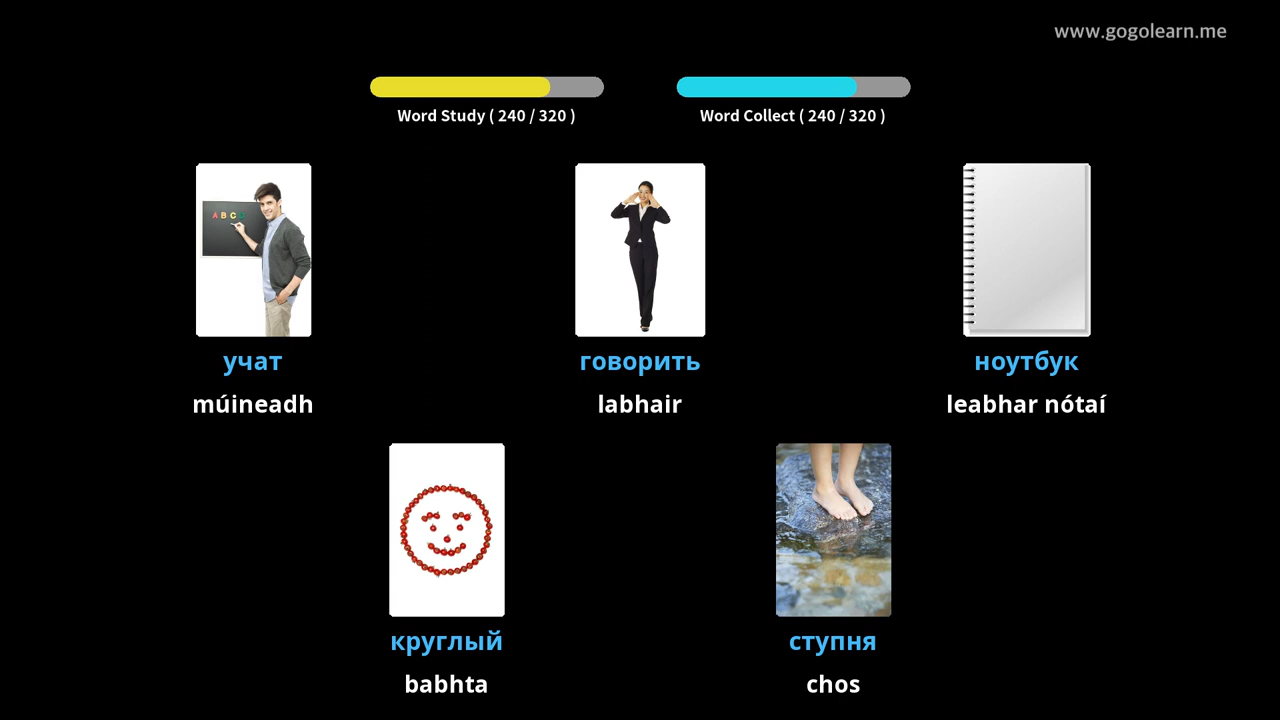 www.gogolearn.me
Word Study ( 240 / 320 )
Word Collect ( 240 / 320 )
A B C D
учат
múineadh
говорить
labhair
ноутбук
leabhar nótaí
круглый
babhta
ступня
chos